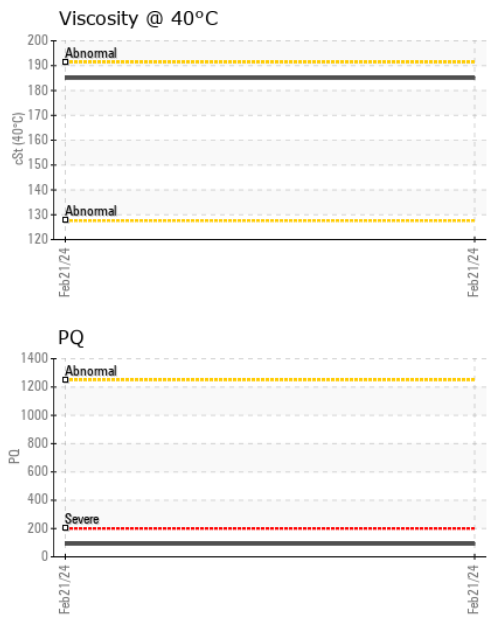 Viscosity @ 40°C
200
Abnormal
190
180
170
160
150
140
Abnormal
130
120
cSt (40°C)
Feb21/24
Feb21/24
PQ
1400
Abnormal
1200
1000
800
600
400
Severe
200
0
PQ
Feb21/24
Feb21/24